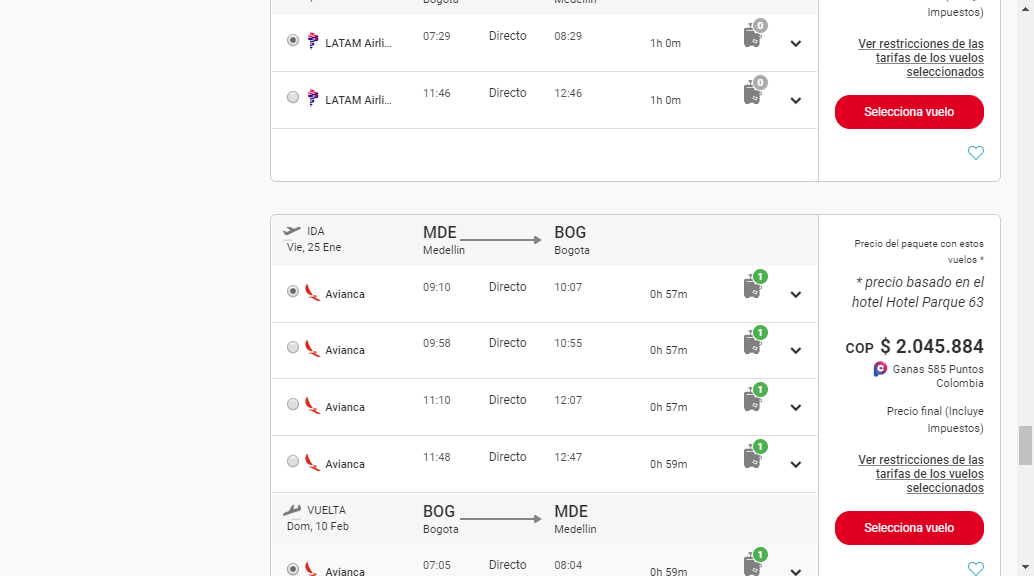 Bogota Medellin
Impuestos)
LATAM Airli... 07:29 Directo 08:29 1h 0m 0
Ver restricciones de las
tarifas de los vuelos
seleccionados
LATAM Airli... 11:46 Directo 12:46 1h 0m 0
Selecciona vuelo
IDA
Vie, 25 Ene
MDE BOG
Medellin Bogota
Avianca 09:10 Directo 10:07 0h 57m 1
Avianca 09:58 Directo 10:55 0h 57m 1
Avianca 11:10 Directo 12:07 0h 57m 1
Avianca 11:48 Directo 12:47 0h 59m 1
VUELTA
Dom, 10 Feb
BOG MDE
Bogota Medellin
Avianca 07:05 Directo 08:04 0h 59m 1
Precio del paquete con estos
vuelos *
* precio basado en el
hotel Hotel Parque 63
COP $ 2.045.884
Ganas 585 Puntos
Colombia
Precio final (Incluye
Impuestos)
Ver restricciones de las
tarifas de los vuelos
seleccionados
Selecciona vuelo